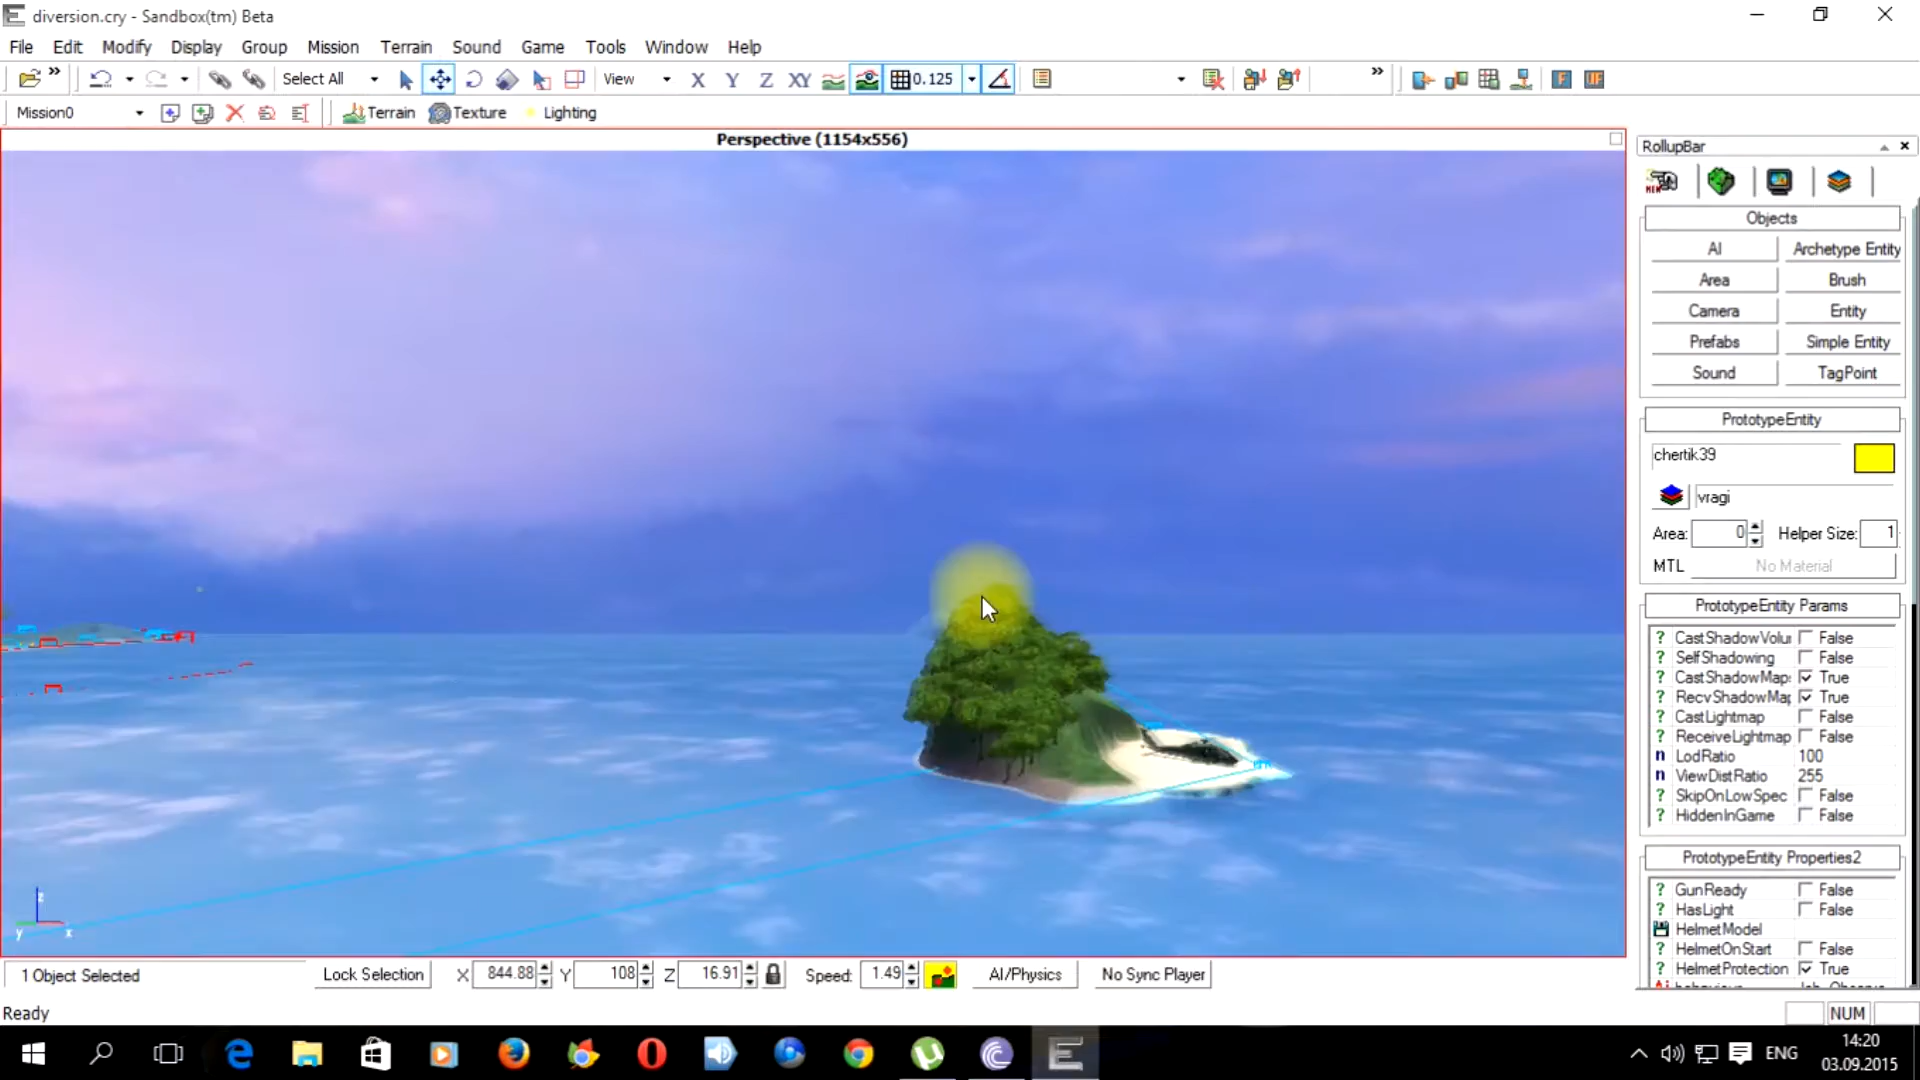 diversion.cry - Sandbox(tm) Beta
File Edit Modify Display Group Mission Terrain Sound Game Tools Window Help
Select All View X Y Z XY 0.125
Mission0 Terrain Texture Lighting
Perspective (1154x556)
RollupBar
Objects
AI Archetype Entity
Area Brush
Camera Entity
Prefabs Simple Entity
Sound TagPoint
PrototypeEntity
chertik39
vragi
Area: 0 Helper Size: 1
MTL No Material
PrototypeEntity Params
? CastShadowVolu False
? SelfShadowing False
? CastShadowMap: True
? RecvShadowMap True
? CastLightmap False
? ReceiveLightmap False
n LodRatio 100
n ViewDistRatio 255
? SkipOnLowSpec False
? HiddenInGame False
PrototypeEntity Properties2
? GunReady False
? HasLight False
HelmetModel
? HelmetOnStart False
? HelmetProtection True
z
y x
1 Object Selected Lock Selection X 844.88 Y 108 Z 16.91 Speed: 1.49 AI/Physics No Sync Player
Ready NUM
ENG 14:20
03.09.2015